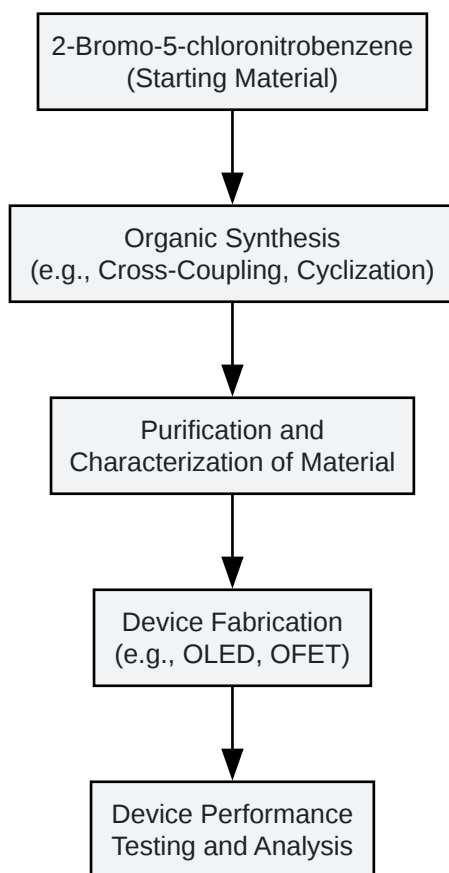 2-Bromo-5-chloronitrobenzene
(Starting Material)
Organic Synthesis
(e.g., Cross-Coupling, Cyclization)
Purification and
Characterization of Material
Device Fabrication
(e.g., OLED, OFET)
Device Performance
Testing and Analysis